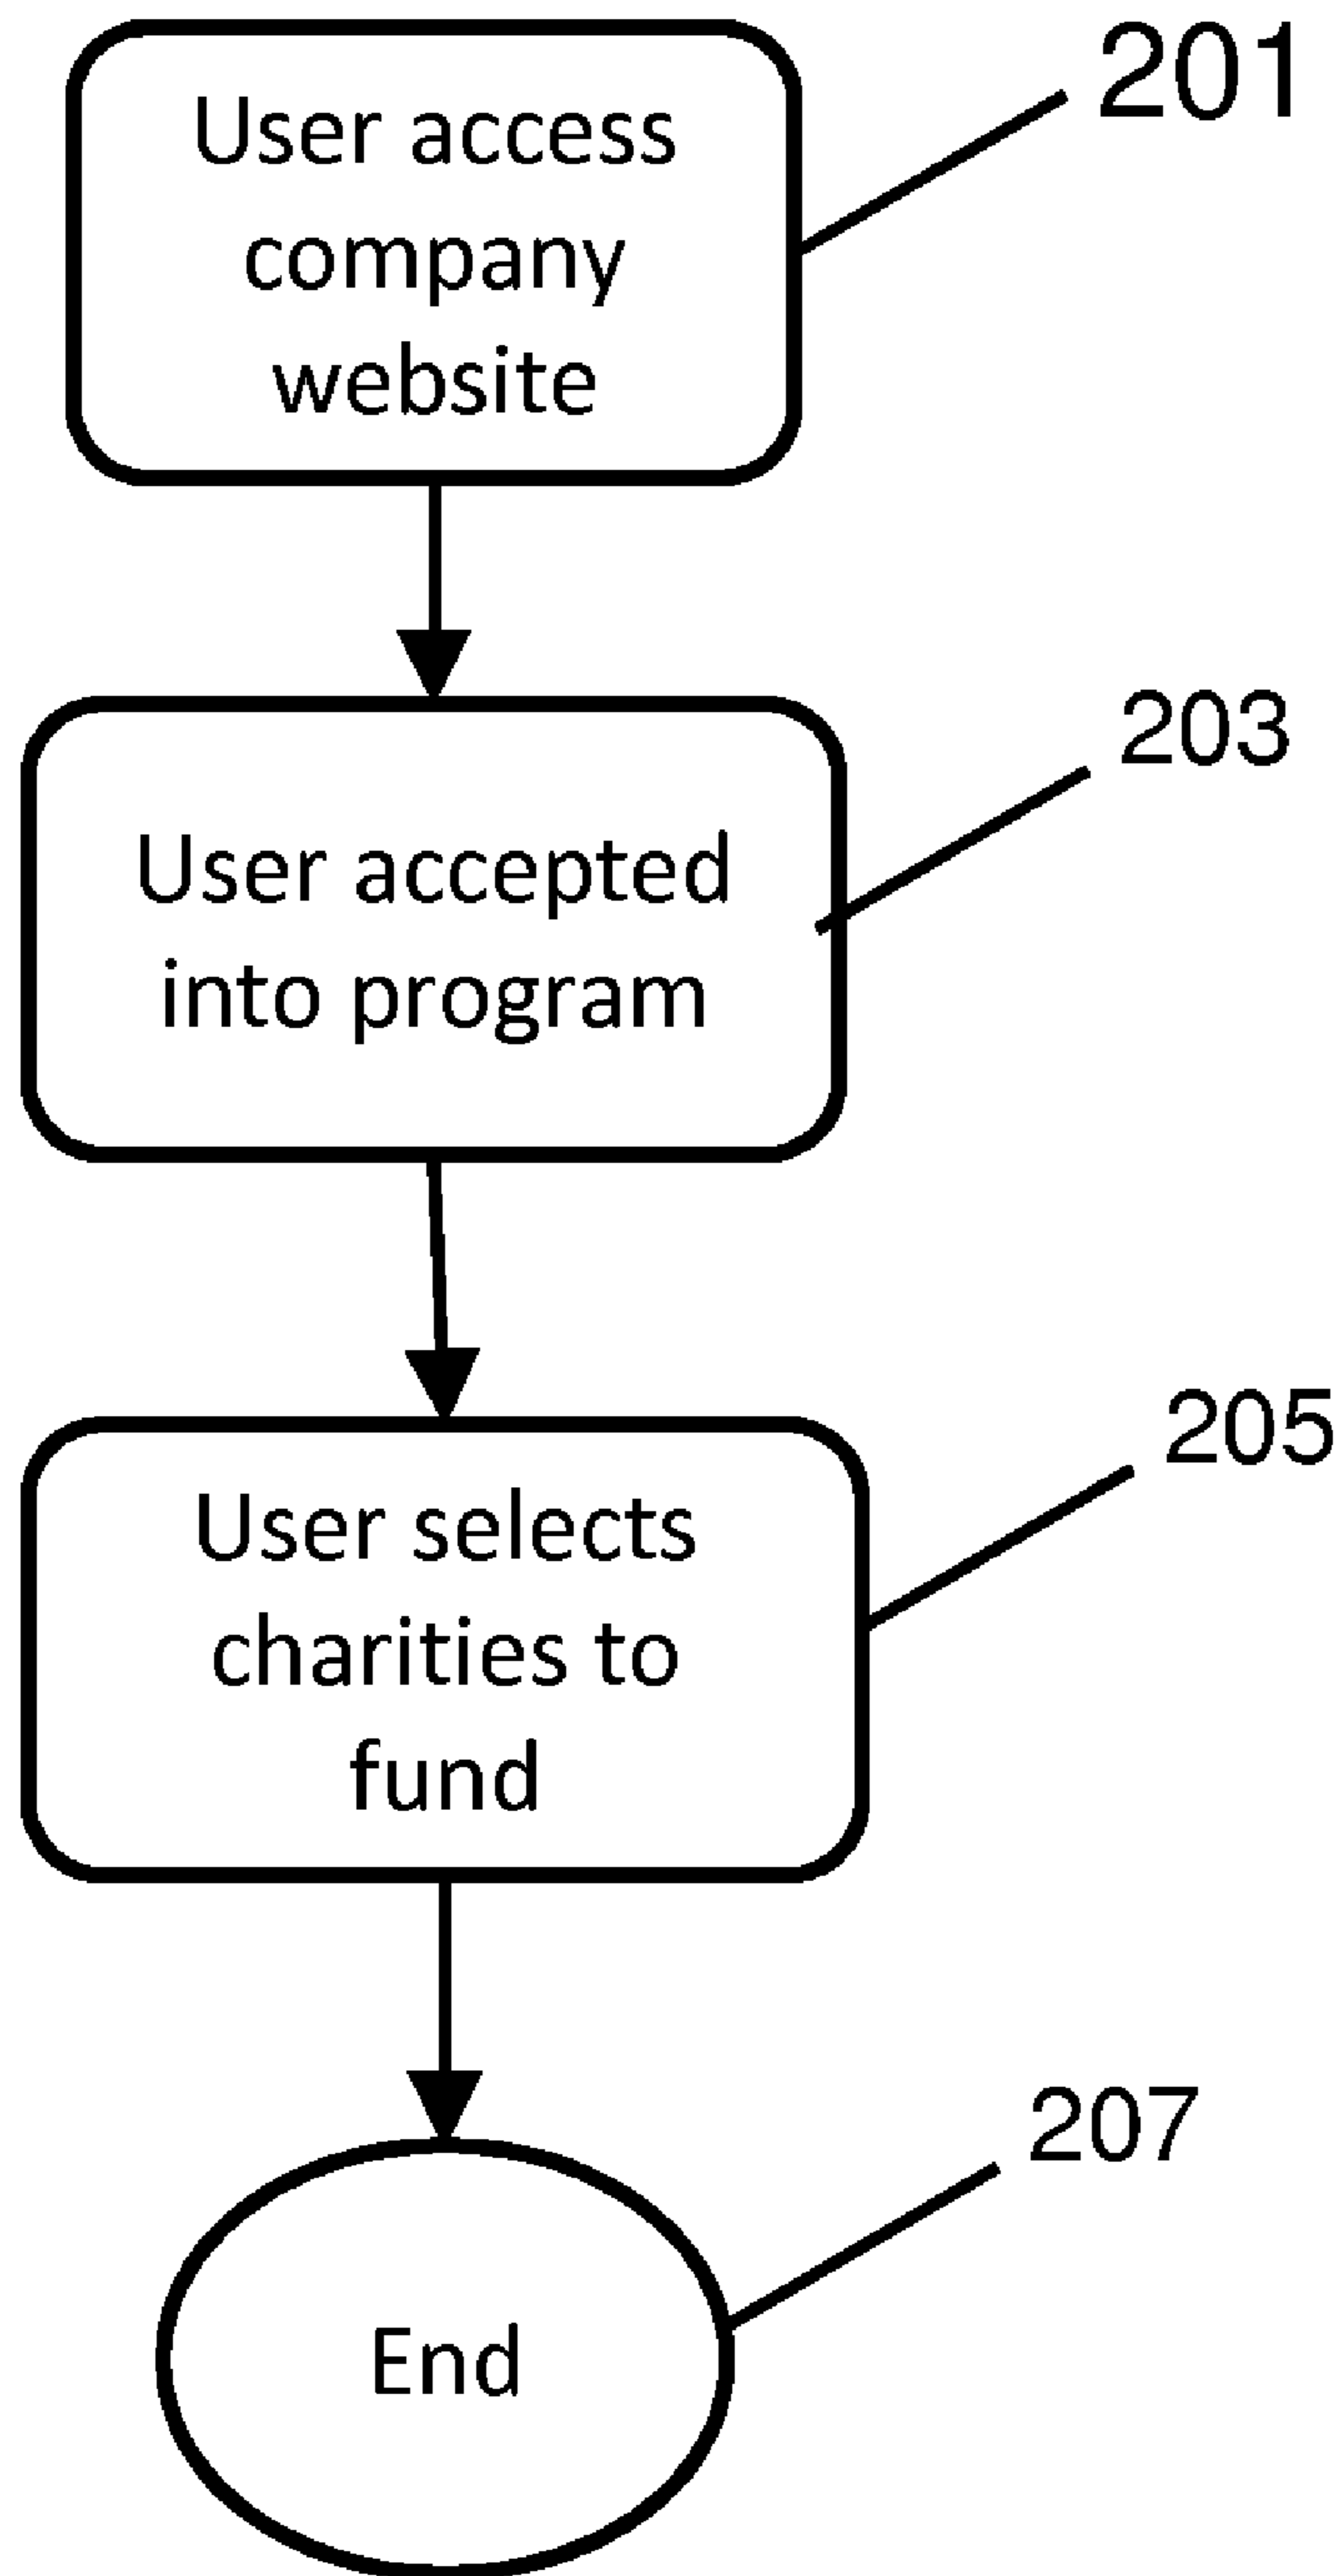 User access
company
website
201
User accepted
into program
203
User selects
charities to
fund
205
End
207